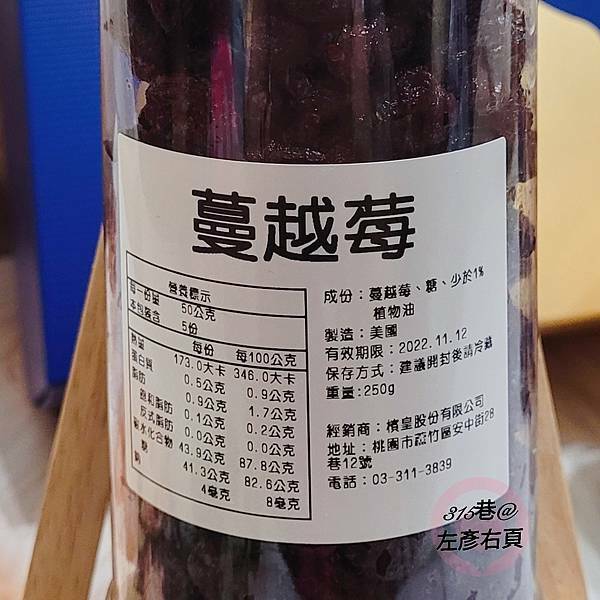 蔓越莓
營養標示
每一份量 50公克
本包裝含 5份
每份 每100公克
熱量 173.0大卡 346.0大卡
蛋白質 0.5公克 0.9公克
脂肪 0.9公克 1.7公克
飽和脂肪 0.1公克 0.2公克
反式脂肪 0.0公克 0.0公克
碳水化合物 43.9公克 87.8公克
糖 41.3公克 82.6公克
鈉 4毫克 8毫克
成份：蔓越莓、糖、少於1%
植物油
製造：美國
有效期限：2022.11.12
保存方式：建議開封後請冷藏
重量:250g
經銷商：檳皇股份有限公司
地址：桃園市蘆竹區安中街28
巷12號
電話：03-311-3839
315巷@
左彥右頁